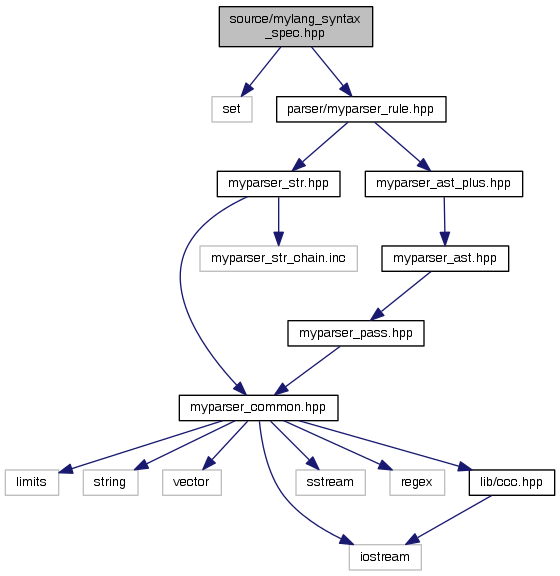 source/mylang_syntax
_spec.hpp
set
parser/myparser_rule.hpp
myparser_str.hpp
myparser_ast_plus.hpp
myparser_str_chain.inc
myparser_ast.hpp
myparser_pass.hpp
myparser_common.hpp
limits
string
vector
sstream
regex
lib/ccc.hpp
iostream